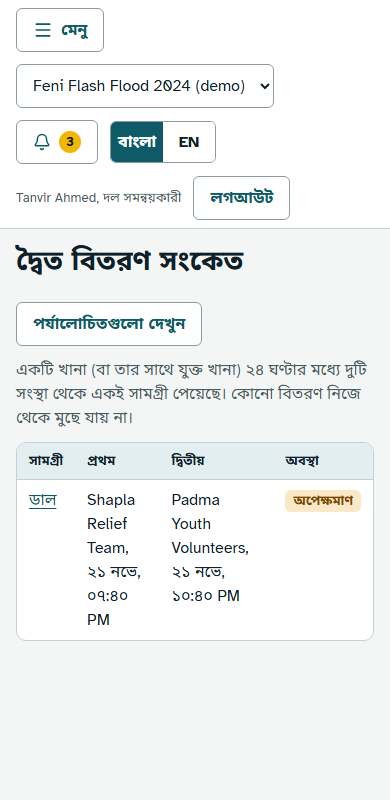 মেনু
Feni Flash Flood 2024 (demo)
3
বাংলা EN
Tanvir Ahmed, দল সমন্বয়কারী লগআউট
দ্বৈত বিতরণ সংকেত
পর্যালোচিতগুলো দেখুন
একটি খানা (বা তার সাথে যুক্ত খানা) ২৪ ঘণ্টার মধ্যে দুটি
সংস্থা থেকে একই সামগ্রী পেয়েছে। কোনো বিতরণ নিজে
থেকে মুছে যায় না।
সামগ্রী প্রথম দ্বিতীয় অবস্থা
ডাল Shapla Padma অপেক্ষমাণ
Relief Youth
Team, Volunteers,
২১ নভে, ২১ নভে,
০৭:৪০ ১০:৪০ PM
PM